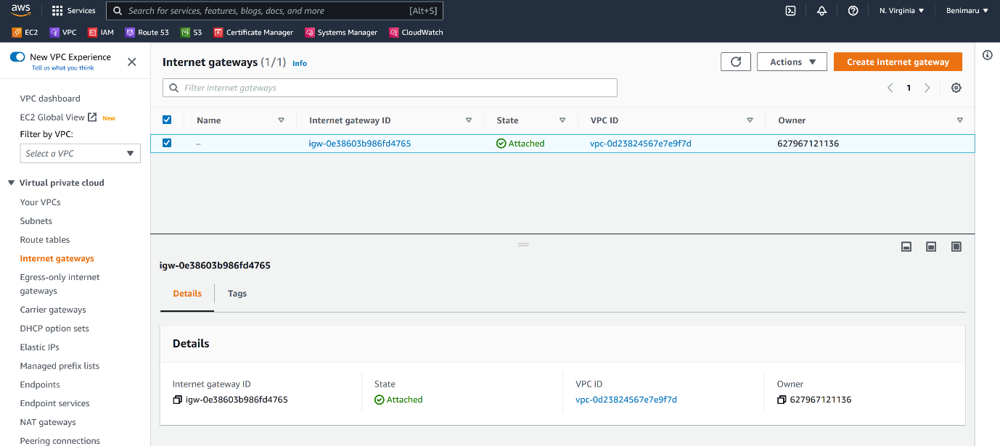 aws
Services
Search for services, features, blogs, docs, and more [Alt+S]
N. Virginia
Benimaru
EC2 VPC IAM Route 53 S3 Certificate Manager Systems Manager CloudWatch
New VPC Experience
Tell us what you think
VPC dashboard
EC2 Global View New
Filter by VPC:
Select a VPC
Virtual private cloud
Your VPCs
Subnets
Route tables
Internet gateways
Egress-only internet
gateways
Carrier gateways
DHCP option sets
Elastic IPs
Managed prefix lists
Endpoints
Endpoint services
NAT gateways
Peering connections
Internet gateways (1/1) Info
Actions
Create internet gateway
Filter internet gateways
1
Name Internet gateway ID State VPC ID Owner
– igw-0e38603b986fd4765 Attached vpc-0d23824567e7e9f7d 627967121136
igw-0e38603b986fd4765
Details Tags
Details
Internet gateway ID State VPC ID Owner
igw-0e38603b986fd4765 Attached vpc-0d23824567e7e9f7d 627967121136